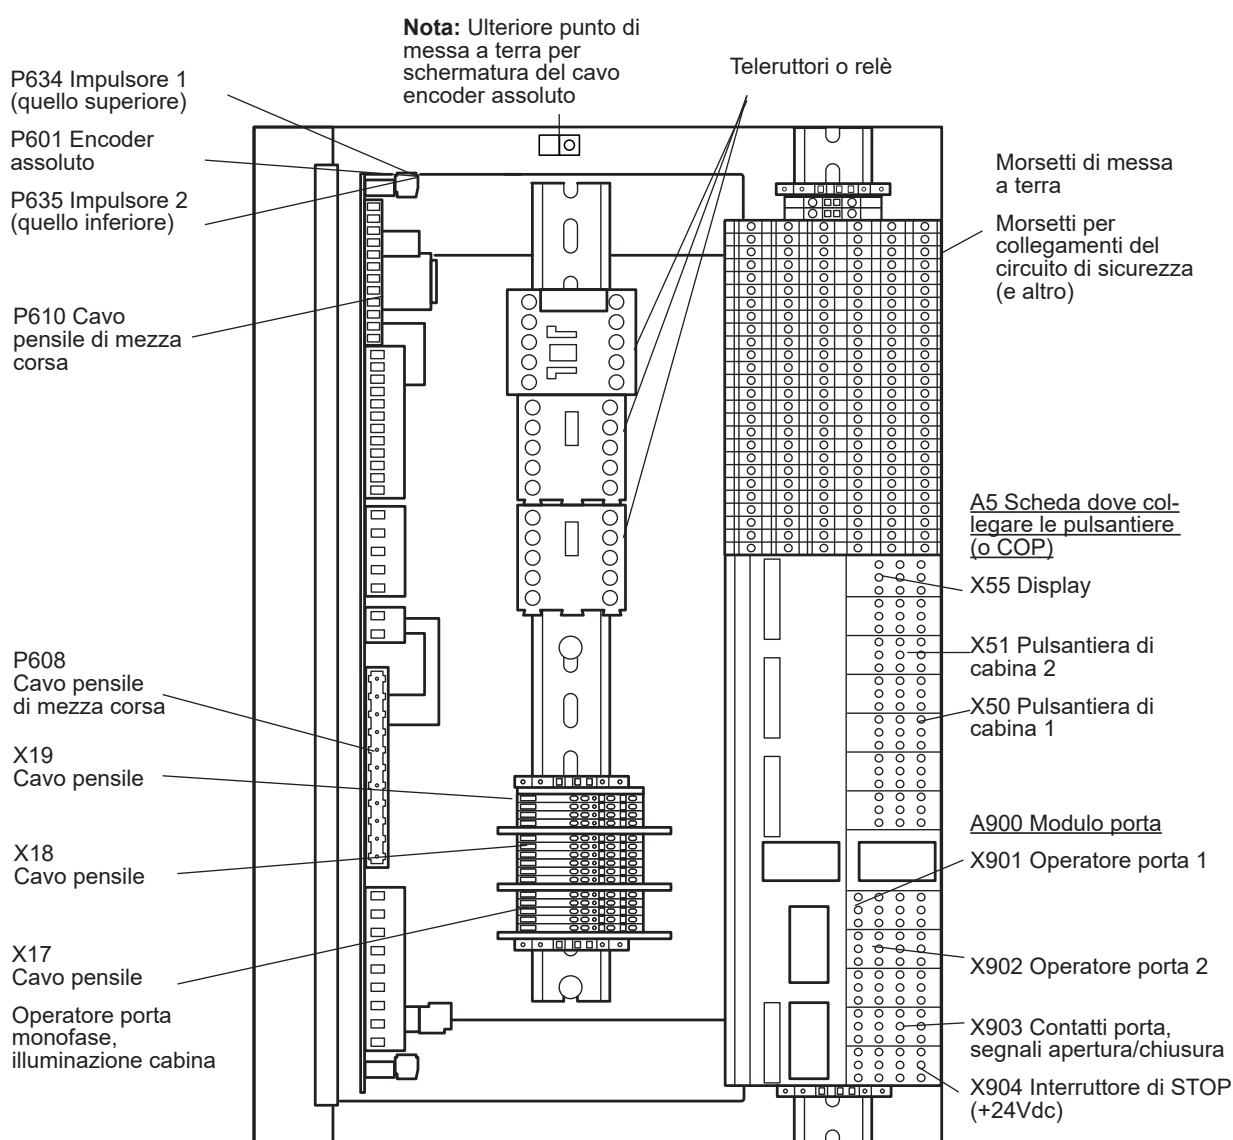 Nota: Ulteriore punto di
messa a terra per
schermatura del cavo
encoder assoluto
Teleruttori o relè
P634 Impulsore 1
(quello superiore)
P601 Encoder
assoluto
P635 Impulsore 2
(quello inferiore)
P610 Cavo
pensile di mezza
corsa
P608
Cavo pensile
di mezza corsa
X19
Cavo pensile
X18
Cavo pensile
X17
Cavo pensile
Operatore porta
monofase,
illuminazione cabina
Morsetti di messa
a terra
Morsetti per
collegamenti del
circuito di sicurezza
(e altro)
A5 Scheda dove col-
legare le pulsantiere
(o COP)
X55 Display
X51 Pulsantiera di
cabina 2
X50 Pulsantiera di
cabina 1
A900 Modulo porta
X901 Operatore porta 1
X902 Operatore porta 2
X903 Contatti porta,
segnali apertura/chiusura
X904 Interruttore di STOP
(+24Vdc)